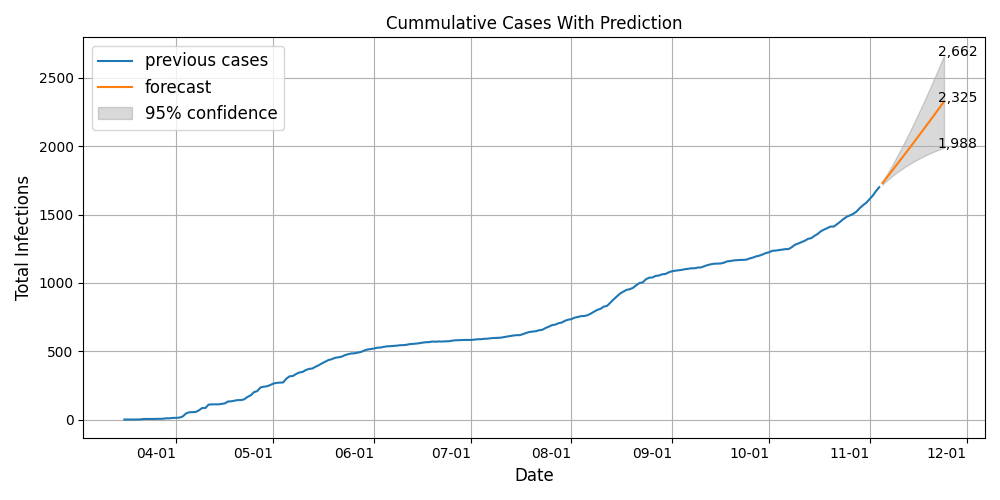 Cummulative Cases With Prediction
previous cases
forecast
95% confidence
2,662
2,325
1,988
Total Infections
2500
2000
1500
1000
500
0
04-01 05-01 06-01 07-01 08-01 09-01 10-01 11-01 12-01
Date